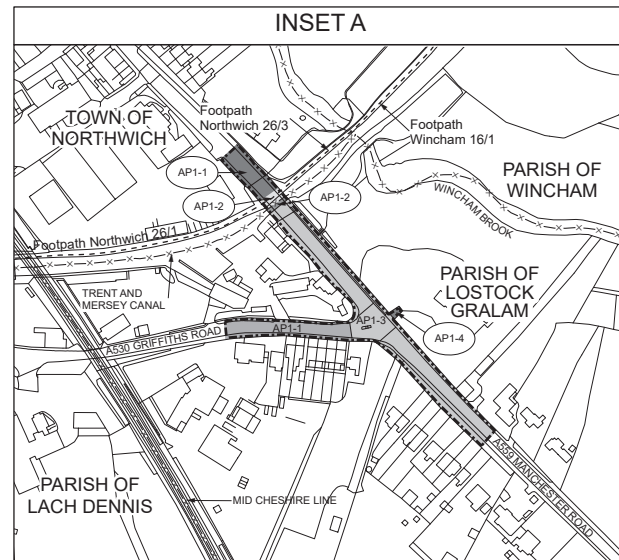 INSET A
Footpath
Northwich 26/3
TOWN OF
NORTHWICH
Footpath
Wincham 16/1
AP1-1
PARISH OF
WINCHAM
AP1-2
AP1-2
WINCHAM BROOK
Footpath Northwich 26/1
PARISH OF
LOSTOCK
GRALAM
TRENT AND
MERSEY CANAL
AP1-3
AP1-1
AP1-4
A530 GRIFFITHS ROAD
A559 MANCHESTER ROAD
PARISH OF
LACH DENNIS
MID CHESHIRE LINE